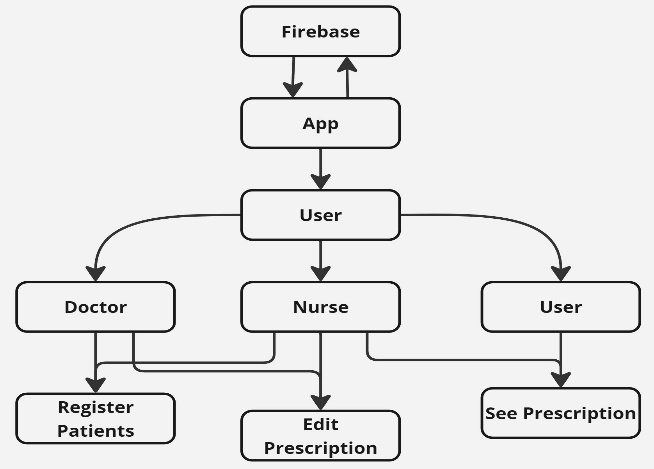 Firebase
App
User
Doctor
Nurse
User
Register
Patients
Edit
Prescription
See Prescription